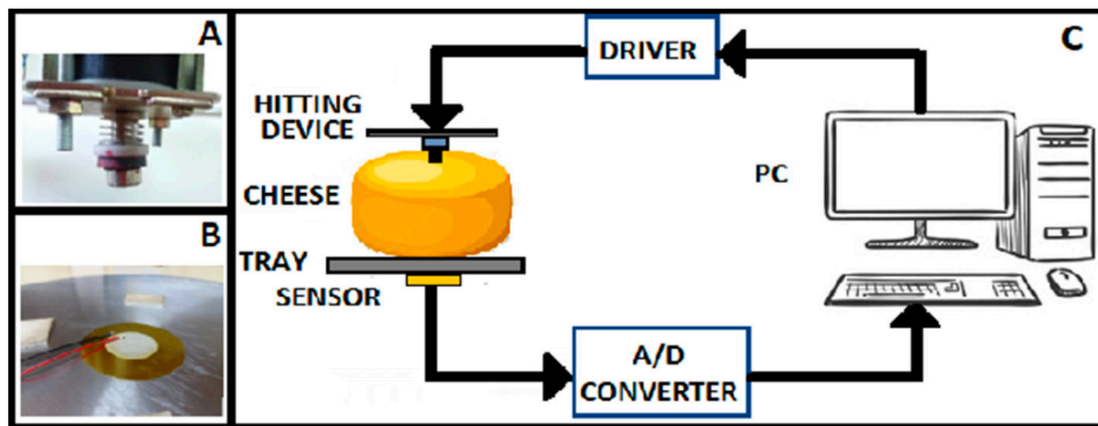 A
B
C
DRIVER
HITTING
DEVICE
CHEESE
PC
TRAY
SENSOR
A/D
CONVERTER